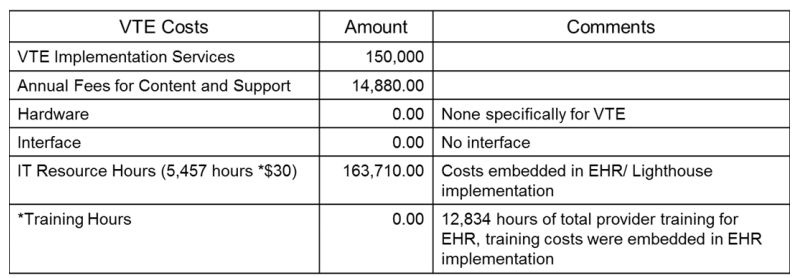 VTE Costs Amount Comments
VTE Implementation Services 150,000
Annual Fees for Content and Support 14,880.00
Hardware 0.00 None specifically for VTE
Interface 0.00 No interface
IT Resource Hours (5,457 hours *$30) 163,710.00 Costs embedded in EHR/ Lighthouse
implementation
*Training Hours 0.00 12,834 hours of total provider training for
EHR, training costs were embedded in EHR
implementation